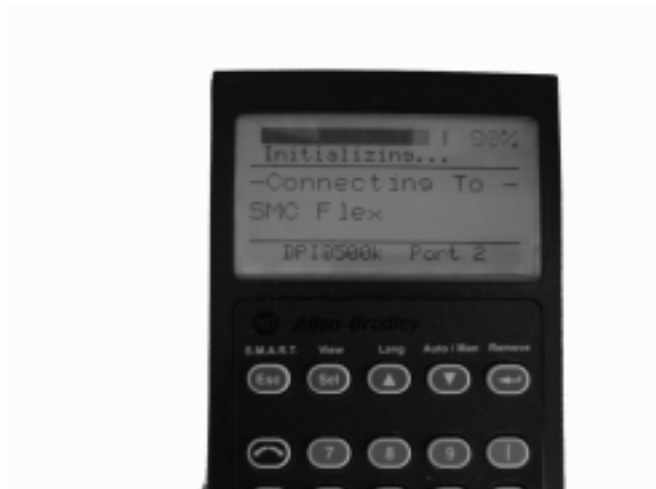 90%
Initializing...
-Connecting To -
SMC Flex
DPI@500k Port 2
AB Allen-Bradley
S.M.A.R.T. View Lang Auto / Man Remove
Esc Sel
7 8 9